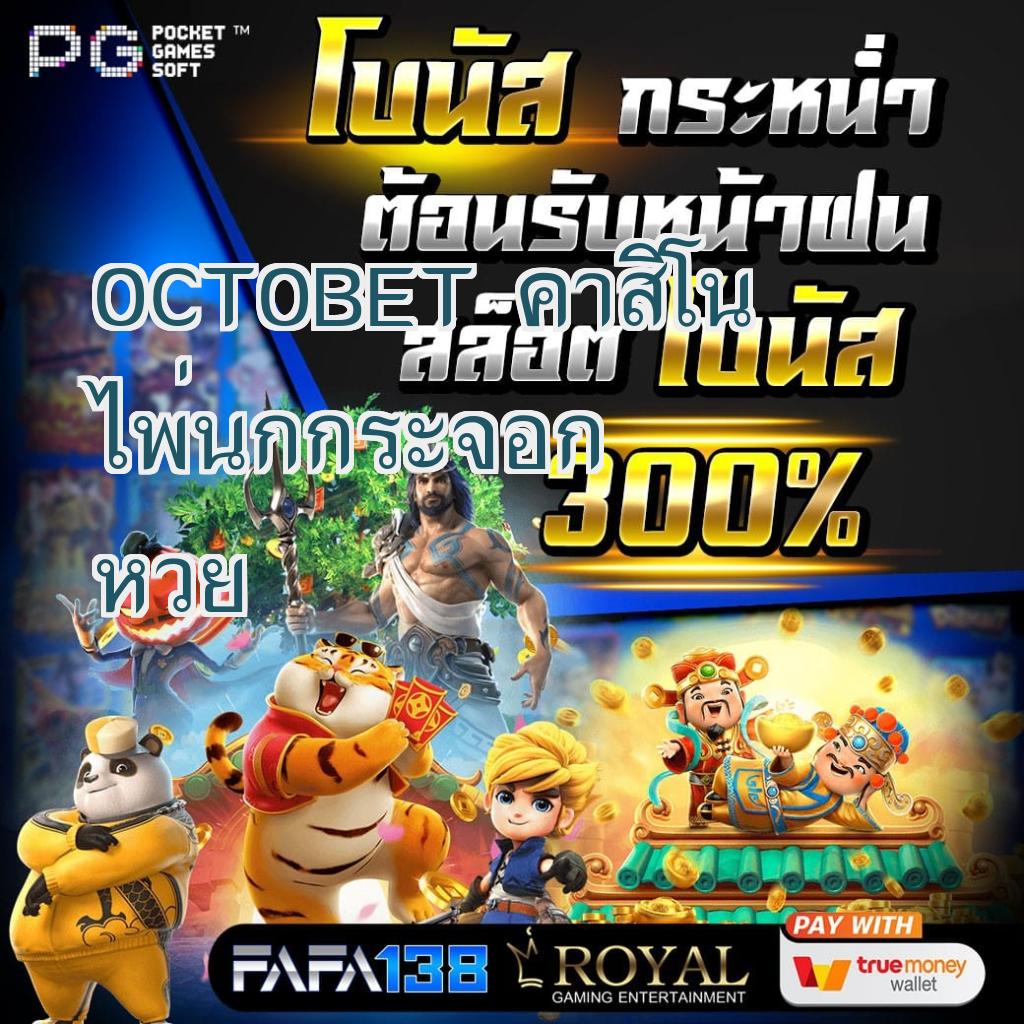 PG POCKET GAMES SOFT™
โบนัส กระหน่ำ
ต้อนรับหน้าฝน
OCTOBET คาสิโน
สล็อต โบนัส
ไพ่นกกระจอก
300%
หวย
FAFA138
ROYAL
GAMING ENTERTAINMENT
PAY WITH
truemoney
wallet